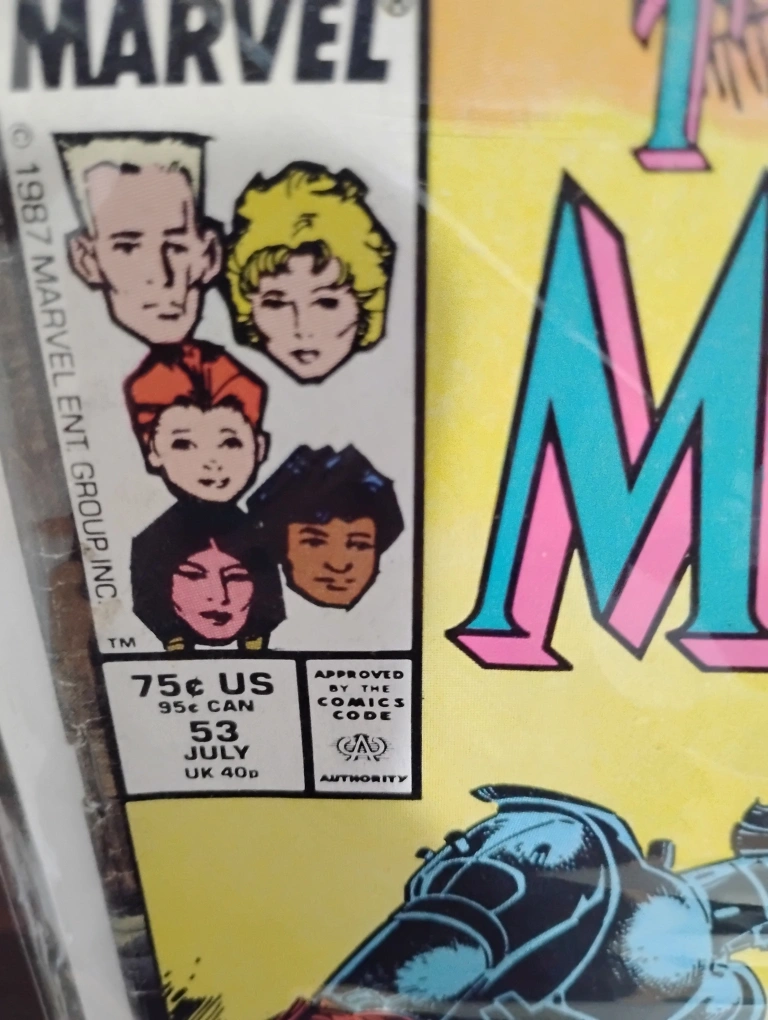 MARVEL®
© 1987 MARVEL ENT. GROUP, INC.
TM
75¢ US
95¢ CAN
53
JULY
UK 40p
APPROVED
BY THE
COMICS
CODE
CA
AUTHORITY
T
M